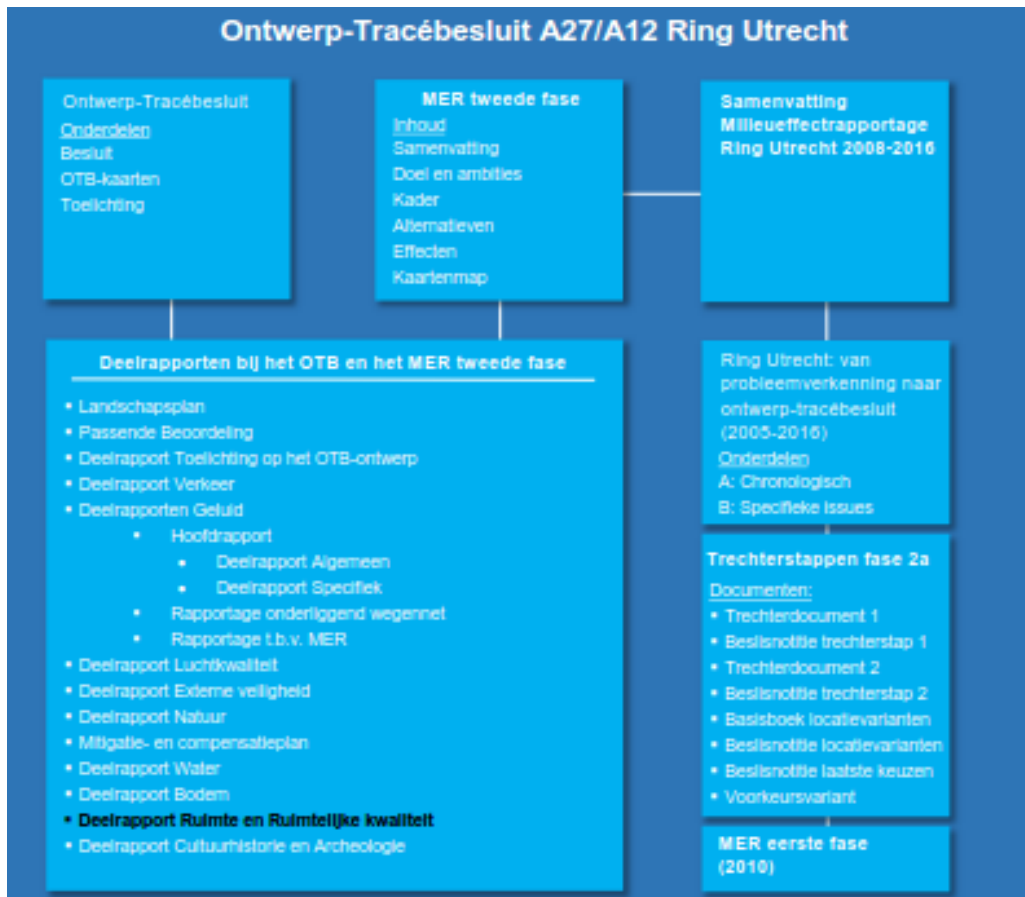 Ontwerp-Tracébesluit A27/A12 Ring Utrecht
Ontwerp-Tracébesluit
Onderdelen
Besluit
OTB-kaarten
Toelichting
MER tweede fase
Inhoud
Samenvatting
Doel en ambities
Kader
Alternatieven
Effecten
Kaartenmap
Samenvatting
Milieueffectrapportage
Ring Utrecht 2008-2016
Deelrapporten bij het OTB en het MER tweede fase
• Landschapsplan
• Passende Beoordeling
• Deelrapport Toelichting op het OTB-ontwerp
• Deelrapport Verkeer
• Deelrapporten Geluid
• Hoofdrapport
• Deelrapport Algemeen
• Deelrapport Specifiek
• Rapportage onderliggend wegennet
• Rapportage t.b.v. MER
• Deelrapport Luchtkwaliteit
• Deelrapport Externe veiligheid
• Deelrapport Natuur
• Mitigatie- en compensatieplan
• Deelrapport Water
• Deelrapport Bodem
• Deelrapport Ruimte en Ruimtelijke kwaliteit
• Deelrapport Cultuurhistorie en Archeologie
Ring Utrecht: van
probleemverkenning naar
ontwerp-tracébesluit
(2005-2016)
Onderdelen
A: Chronologisch
B: Specifieke issues
Trechterstappen fase 2a
Documenten:
• Trechterdocument 1
• Beslisnotitie trechterstap 1
• Trechterdocument 2
• Beslisnotitie trechterstap 2
• Basisboek locatievarianten
• Beslisnotitie locatievarianten
• Beslisnotitie laatste keuzen
• Voorkeursvariant
MER eerste fase
(2010)